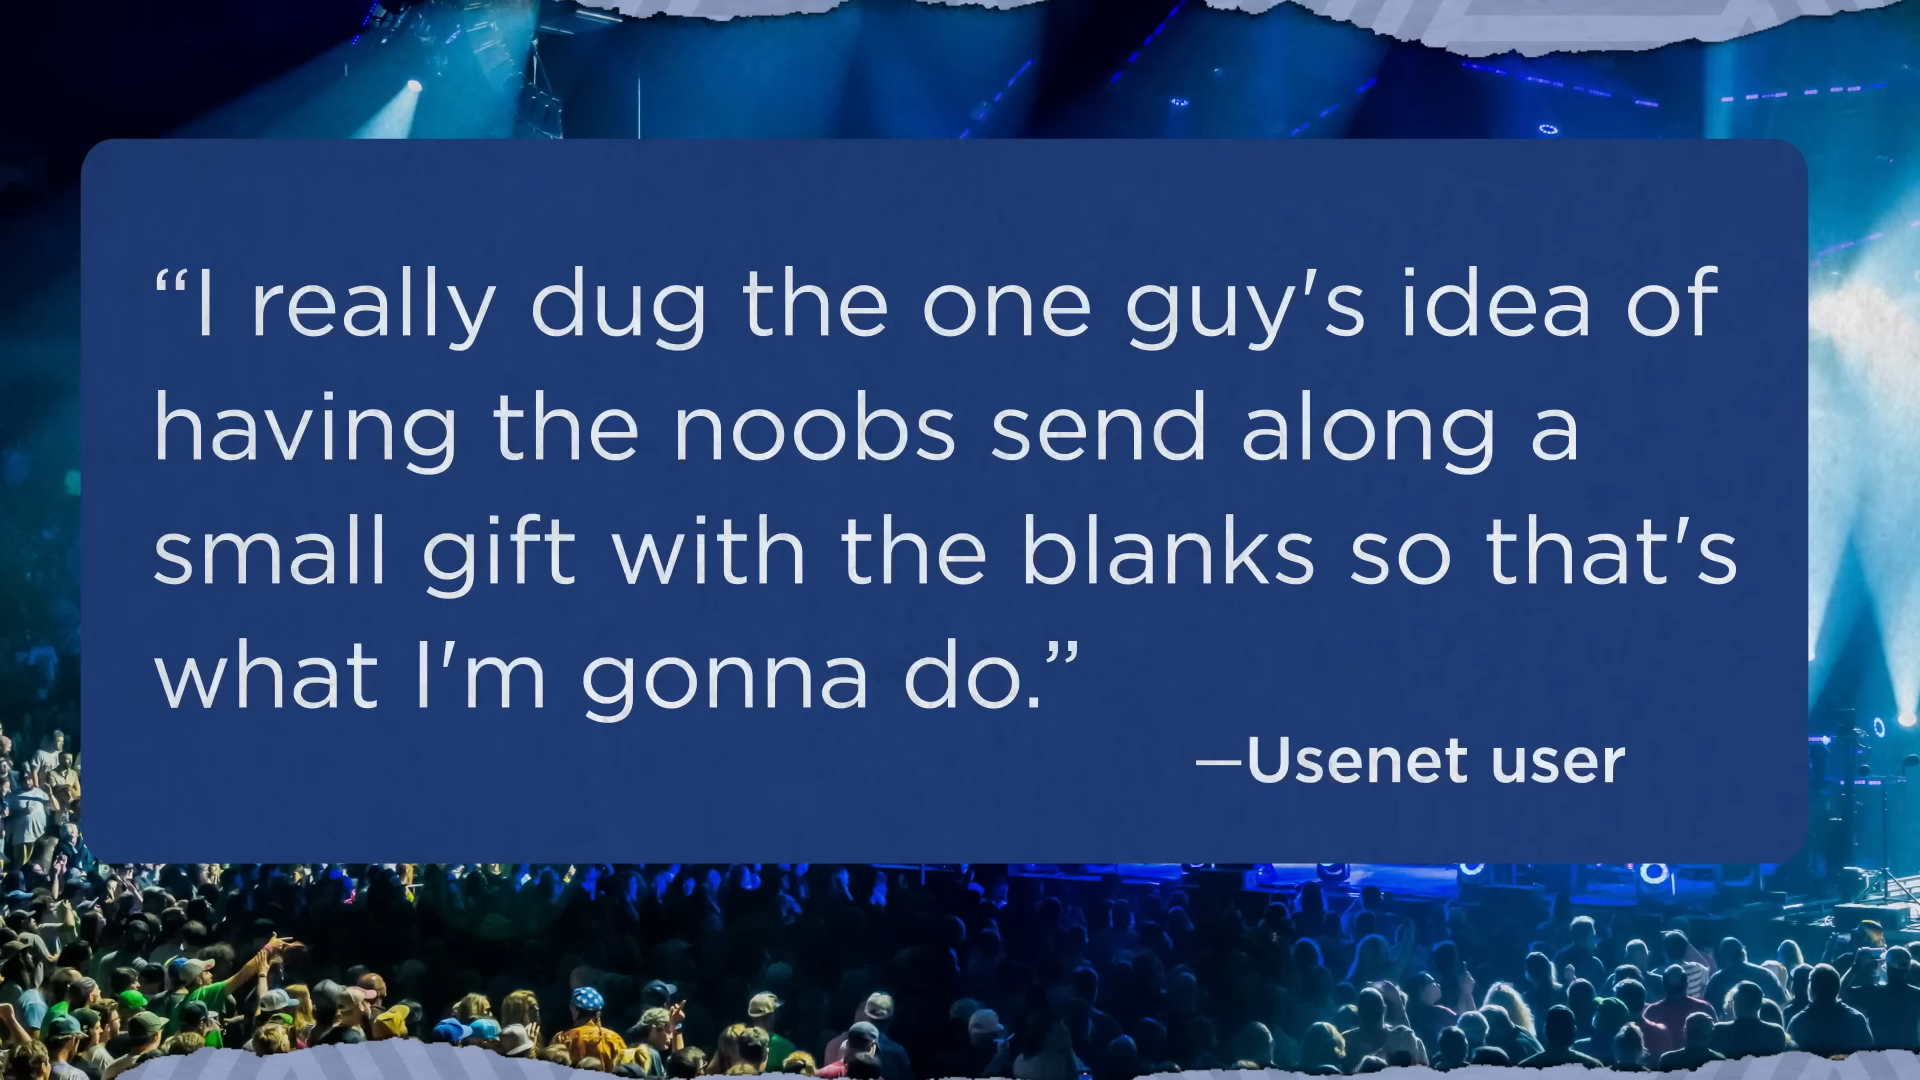 “I really dug the one guy's idea of
having the noobs send along a
small gift with the blanks so that's
what I'm gonna do.”
—Usenet user